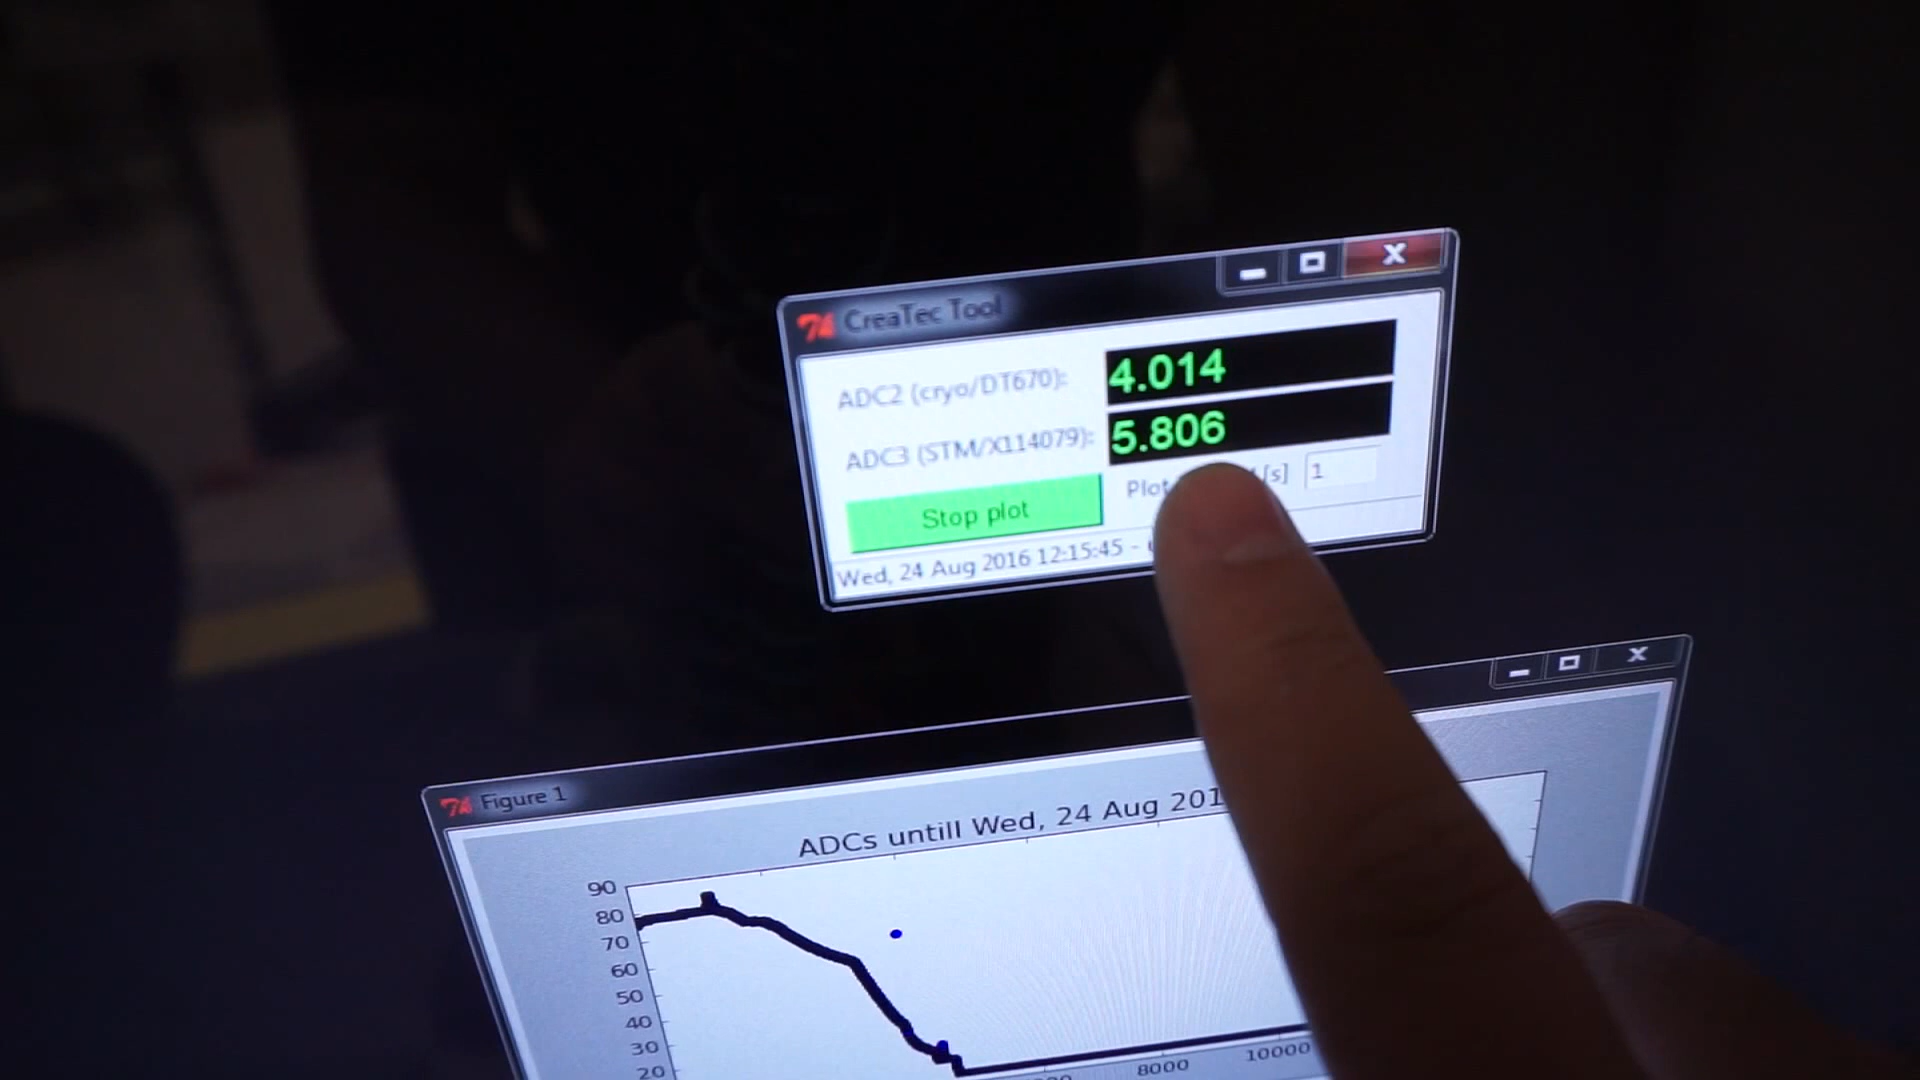 CreaTec Tool
ADC2 (cryo/DT670):
4.014
ADC3 (STM/X114079):
5.806
Stop plot
[s]
1
Wed, 24 Aug 2016 12:15:45 -
Figure 1
ADCs untill Wed, 24 Aug 201
90
80
70
60
50
40
30
20
8000
10000